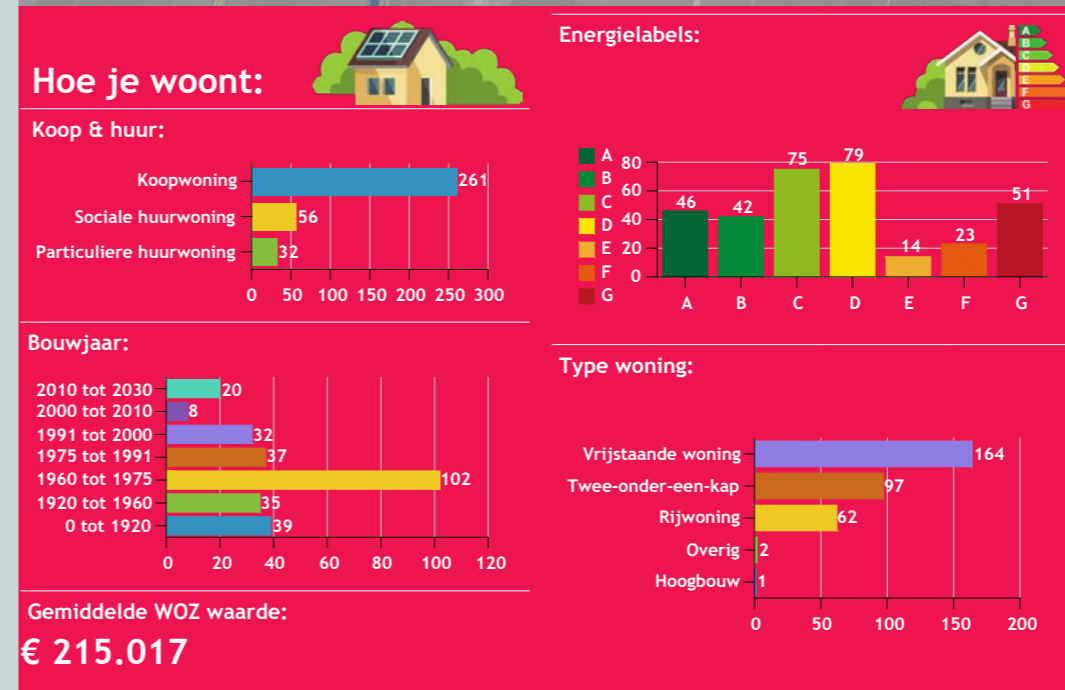 Hoe je woont:
Koop & huur:
Koopwoning 261
Sociale huurwoning 56
Particuliere huurwoning 32
0 50 100 150 200 250 300
Bouwjaar:
2010 tot 2030 20
2000 tot 2010 8
1991 tot 2000 32
1975 tot 1991 37
1960 tot 1975 102
1920 tot 1960 35
0 tot 1920 39
0 20 40 60 80 100 120
Gemiddelde WOZ waarde:
€ 215.017
Energielabels:
A
B
C
D
E
F
G
A
B
C
D
E
F
G
80
60
40
20
0
46 42 75 79 14 23 51
A B C D E F G
Type woning:
Vrijstaande woning 164
Twee-onder-een-kap 97
Rijwoning 62
Overig 2
Hoogbouw 1
0 50 100 150 200